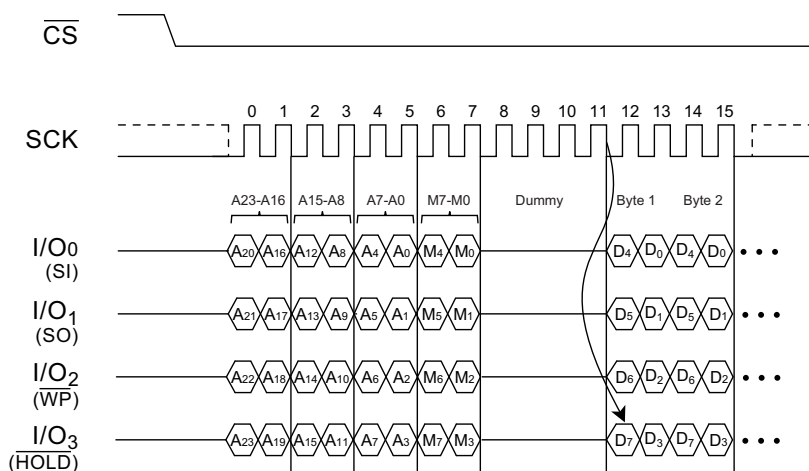 CS
0 1 2 3 4 5 6 7 8 9 10 11 12 13 14 15
SCK
A23-A16 A15-A8 A7-A0 M7-M0 Dummy Byte 1 Byte 2
I/O0 A20 A16 A12 A8 A4 A0 M4 M0 D4 D0 D4 D0
(SI)
I/O1 A21 A17 A13 A9 A5 A1 M5 M1 D5 D1 D5 D1
(SO)
I/O2 A22 A18 A14 A10 A6 A2 M6 M2 D6 D2 D6 D2
(WP)
I/O3 A23 A19 A15 A11 A7 A3 M7 M3 D7 D3 D7 D3
(HOLD)